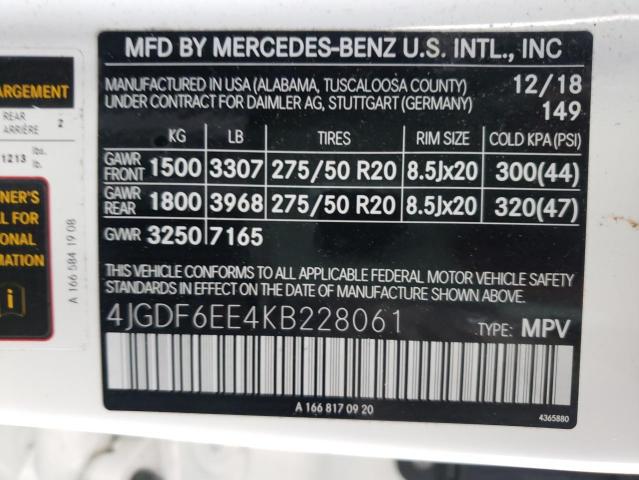 MFD BY MERCEDES-BENZ U.S. INTL., INC
MANUFACTURED IN USA (ALABAMA, TUSCALOOSA COUNTY) 12/18
UNDER CONTRACT FOR DAIMLER AG, STUTTGART (GERMANY) 149
KG LB TIRES RIM SIZE COLD KPA (PSI)
GAWR FRONT 1500 3307 275/50 R20 8.5Jx20 300(44)
GAWR REAR 1800 3968 275/50 R20 8.5Jx20 320(47)
GVWR 3250 7165
THIS VEHICLE CONFORMS TO ALL APPLICABLE FEDERAL MOTOR VEHICLE SAFETY
STANDARDS IN EFFECT ON THE DATE OF MANUFACTURE SHOWN ABOVE.
4JGDF6EE4KB228061 TYPE: MPV
A 166 817 09 20
4365880
ARGEMENT
REAR
ARRIÈRE 2
1213 lbs.
lb.
NER'S
L FOR
ONAL
MATION
i
A 166 584 19 08